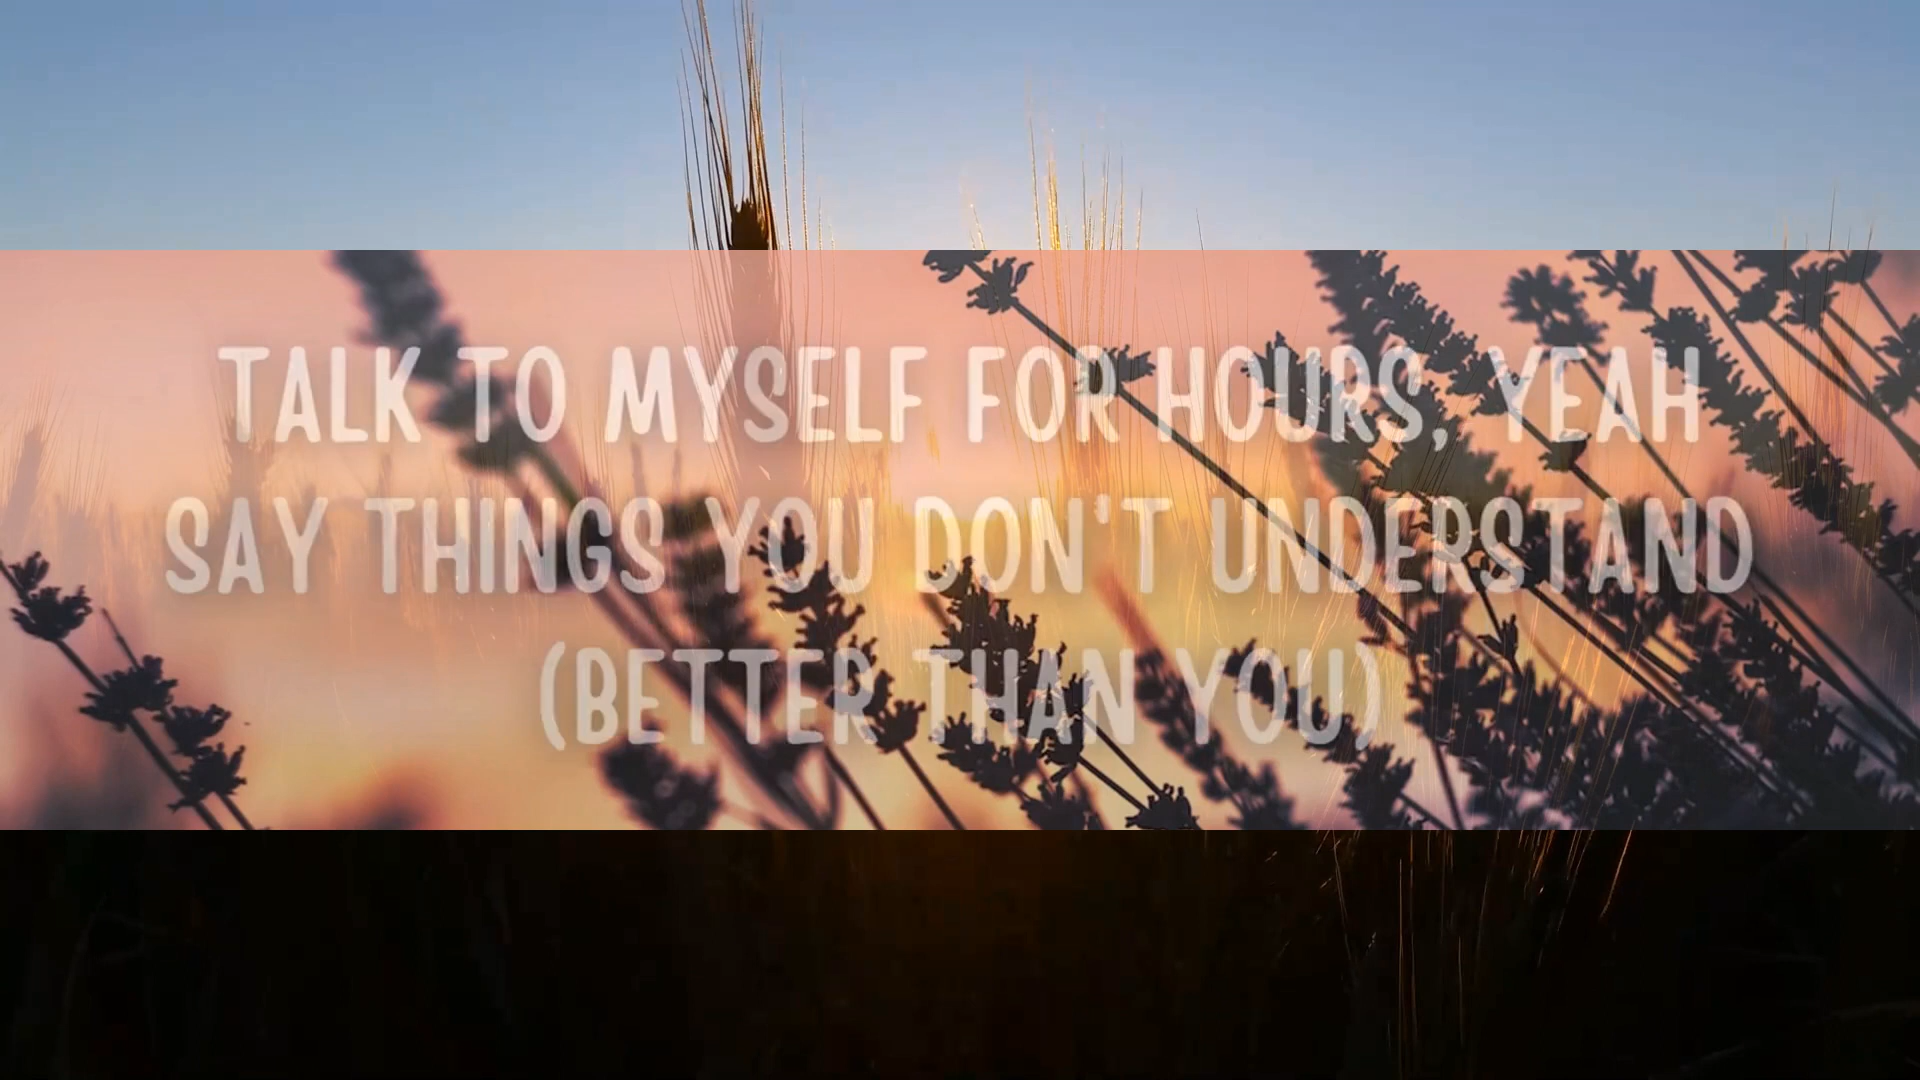 TALK TO MYSELF FOR HOURS, YEAH
SAY THINGS YOU DON'T UNDERSTAND
(BETTER THAN YOU)